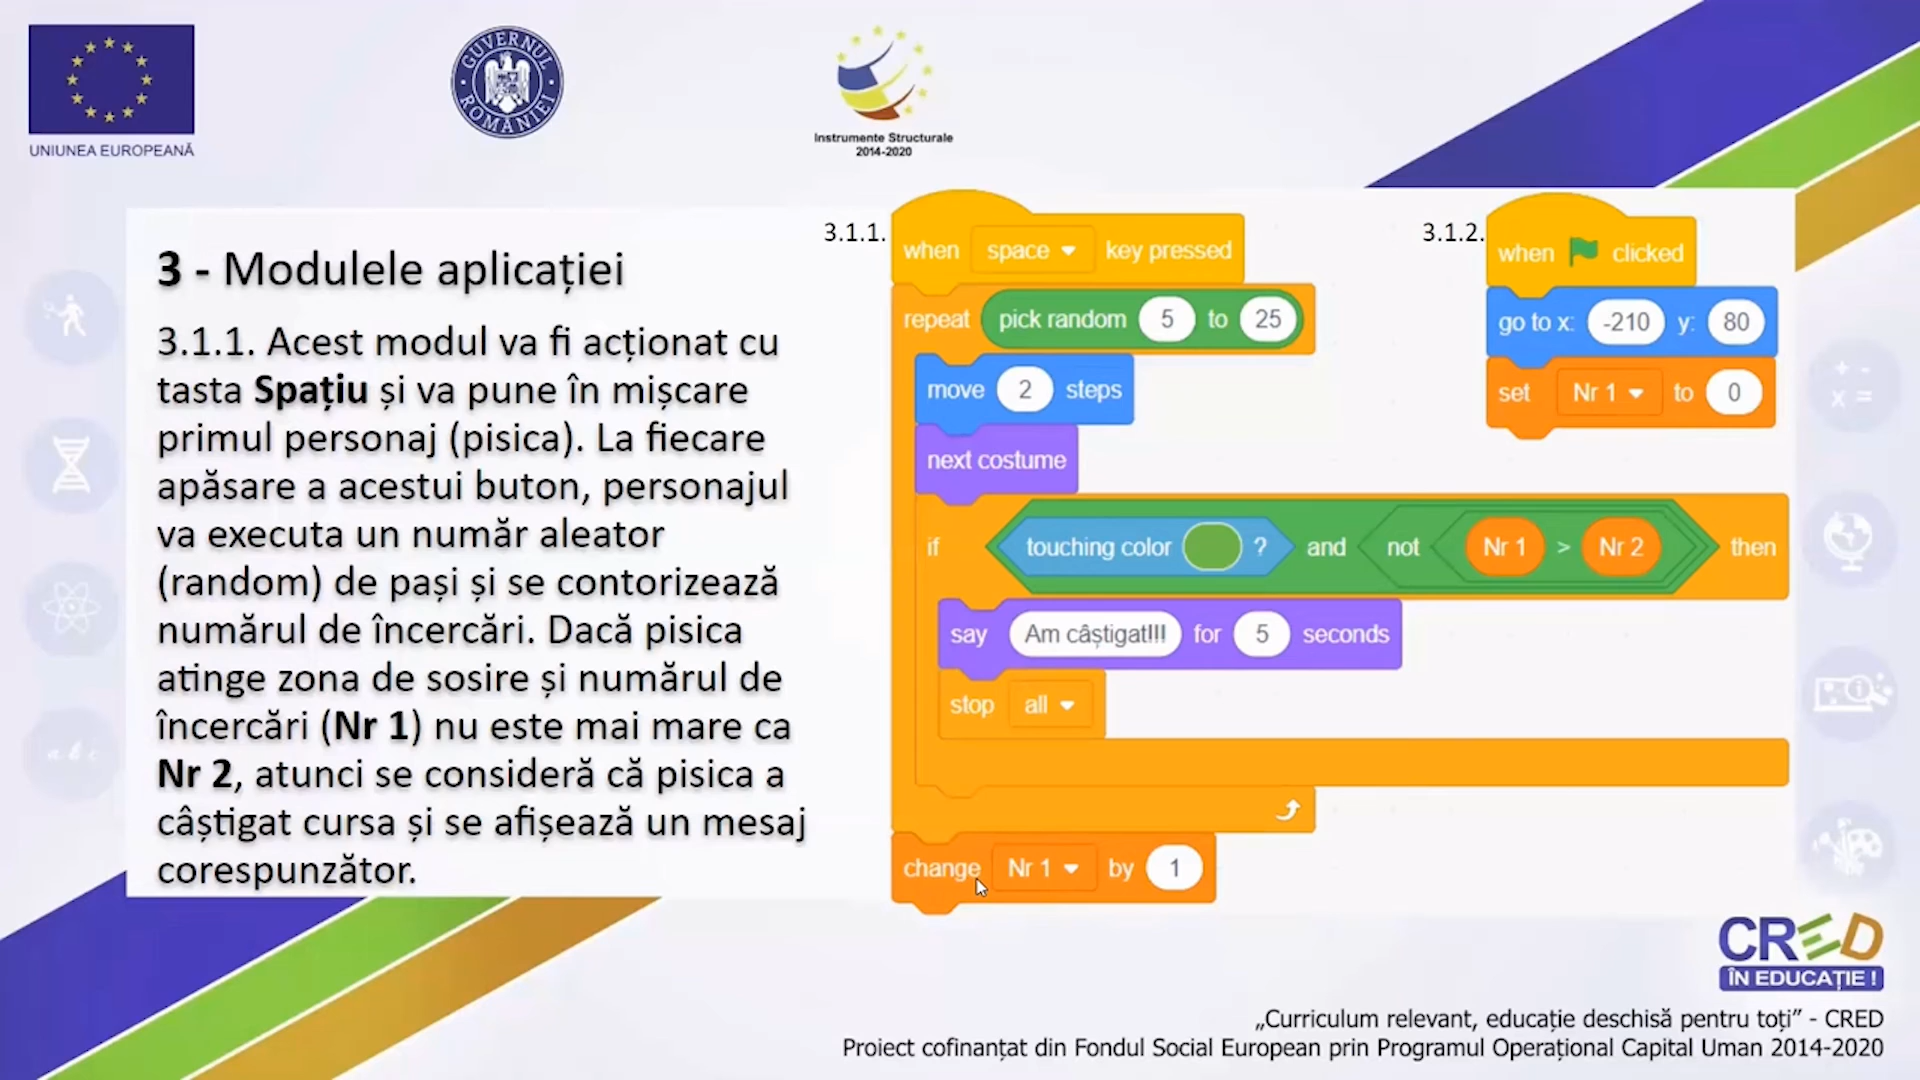 UNIUNEA EUROPEANĂ
GUVERNUL ROMÂNIEI
Instrumente Structurale
2014-2020
3 - Modulele aplicației
3.1.1. Acest modul va fi acționat cu
tasta Spațiu și va pune în mișcare
primul personaj (pisica). La fiecare
apăsare a acestui buton, personajul
va executa un număr aleator
(random) de pași și se contorizează
numărul de încercări. Dacă pisica
atinge zona de sosire și numărul de
încercări (Nr 1) nu este mai mare ca
Nr 2, atunci se consideră că pisica a
câștigat cursa și se afișează un mesaj
corespunzător.
3.1.1.
when space key pressed
repeat pick random 5 to 25
move 2 steps
next costume
if touching color ? and not Nr 1 > Nr 2 then
say Am câștigat!!! for 5 seconds
stop all
change Nr 1 by 1
3.1.2.
when clicked
go to x: -210 y: 80
set Nr 1 to 0
a b c
+ -
x =
CRED
ÎN EDUCAȚIE !
„Curriculum relevant, educație deschisă pentru toți” - CRED
Proiect cofinanțat din Fondul Social European prin Programul Operațional Capital Uman 2014-2020